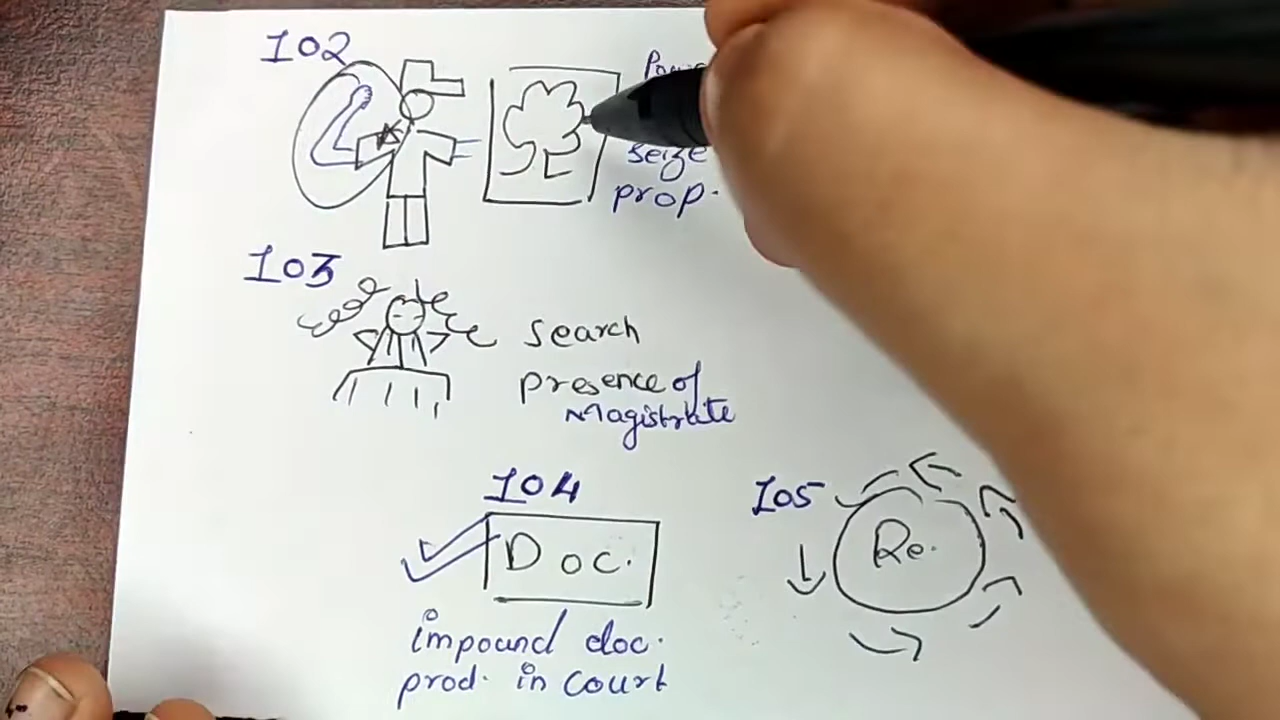 102
seize
prop.
103
search
presence of
Magistrate
104
Doc.
impound doc.
prod. in court
105
Re.